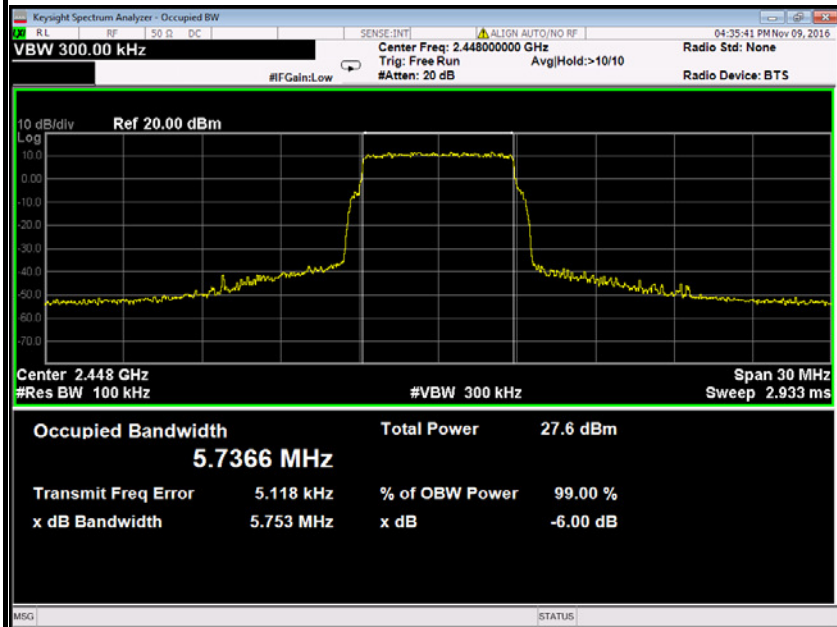 Keysight Spectrum Analyzer - Occupied BW
LXI RL RF 50 Ω DC SENSE:INT ALIGN AUTO/NO RF 04:35:41 PM Nov 09, 2016
VBW 300.00 kHz
Center Freq: 2.448000000 GHz
Radio Std: None
Trig: Free Run
Avg|Hold:>10/10
#IFGain:Low
#Atten: 20 dB
Radio Device: BTS
10 dB/div Ref 20.00 dBm
Log
10.0
0.00
-10.0
-20.0
-30.0
-40.0
-50.0
-60.0
-70.0
Center 2.448 GHz
Span 30 MHz
#Res BW 100 kHz
#VBW 300 kHz
Sweep 2.933 ms
Occupied Bandwidth
Total Power 27.6 dBm
5.7366 MHz
Transmit Freq Error 5.118 kHz
% of OBW Power 99.00 %
x dB Bandwidth 5.753 MHz
x dB -6.00 dB
MSG
STATUS